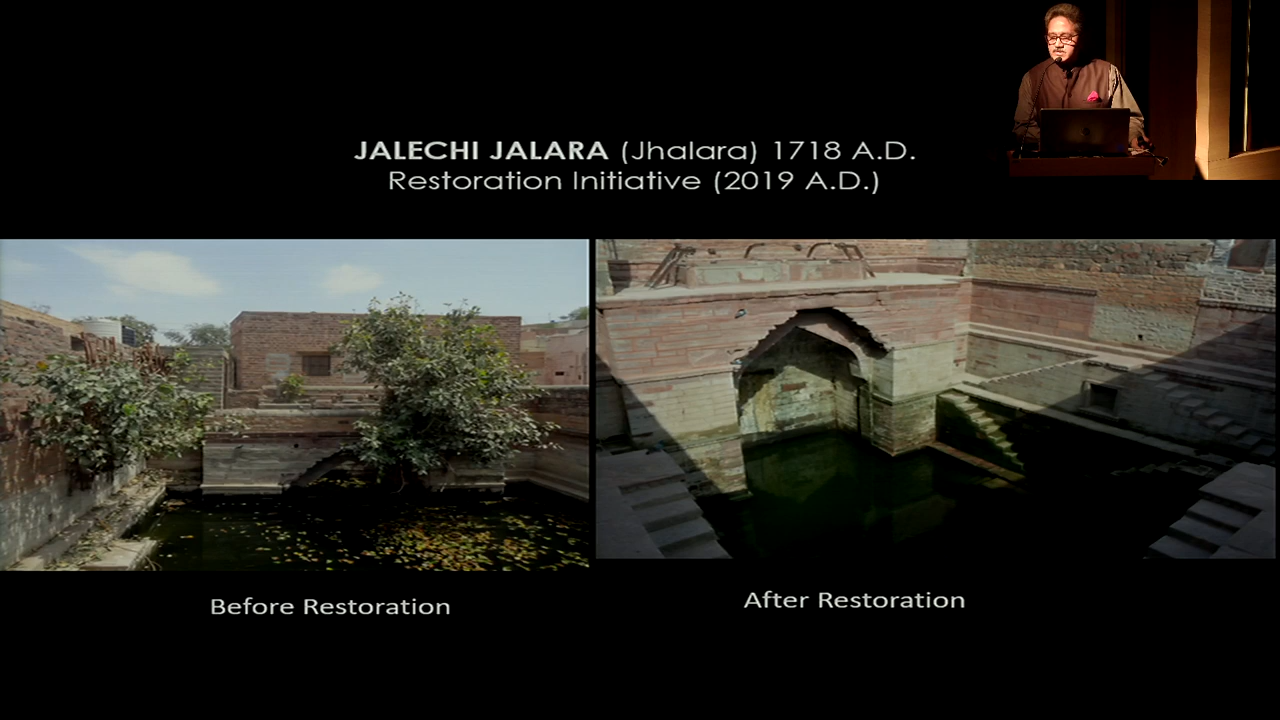 JALECHI JALARA (Jhalara) 1718 A.D.
Restoration Initiative (2019 A.D.)
Before Restoration
After Restoration